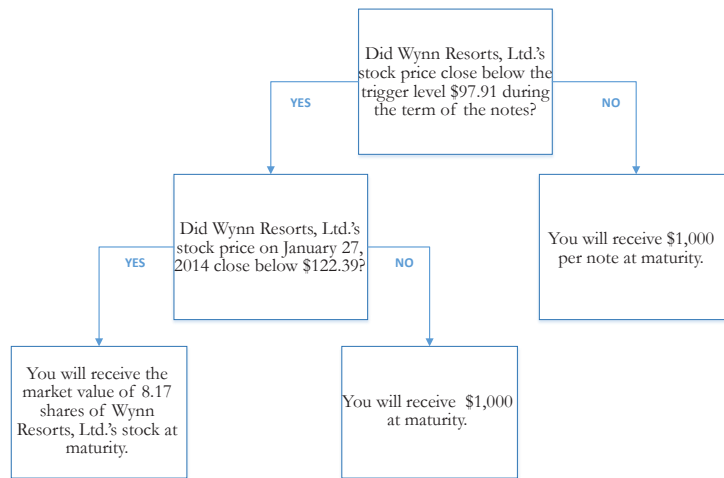 Did Wynn Resorts, Ltd.'s
stock price close below the
trigger level $97.91 during
the term of the notes?
YES
NO
Did Wynn Resorts, Ltd.'s
stock price on January 27,
2014 close below $122.39?
You will receive $1,000
per note at maturity.
YES
NO
You will receive the
market value of 8.17
shares of Wynn
Resorts, Ltd.'s stock at
maturity.
You will receive $1,000
at maturity.